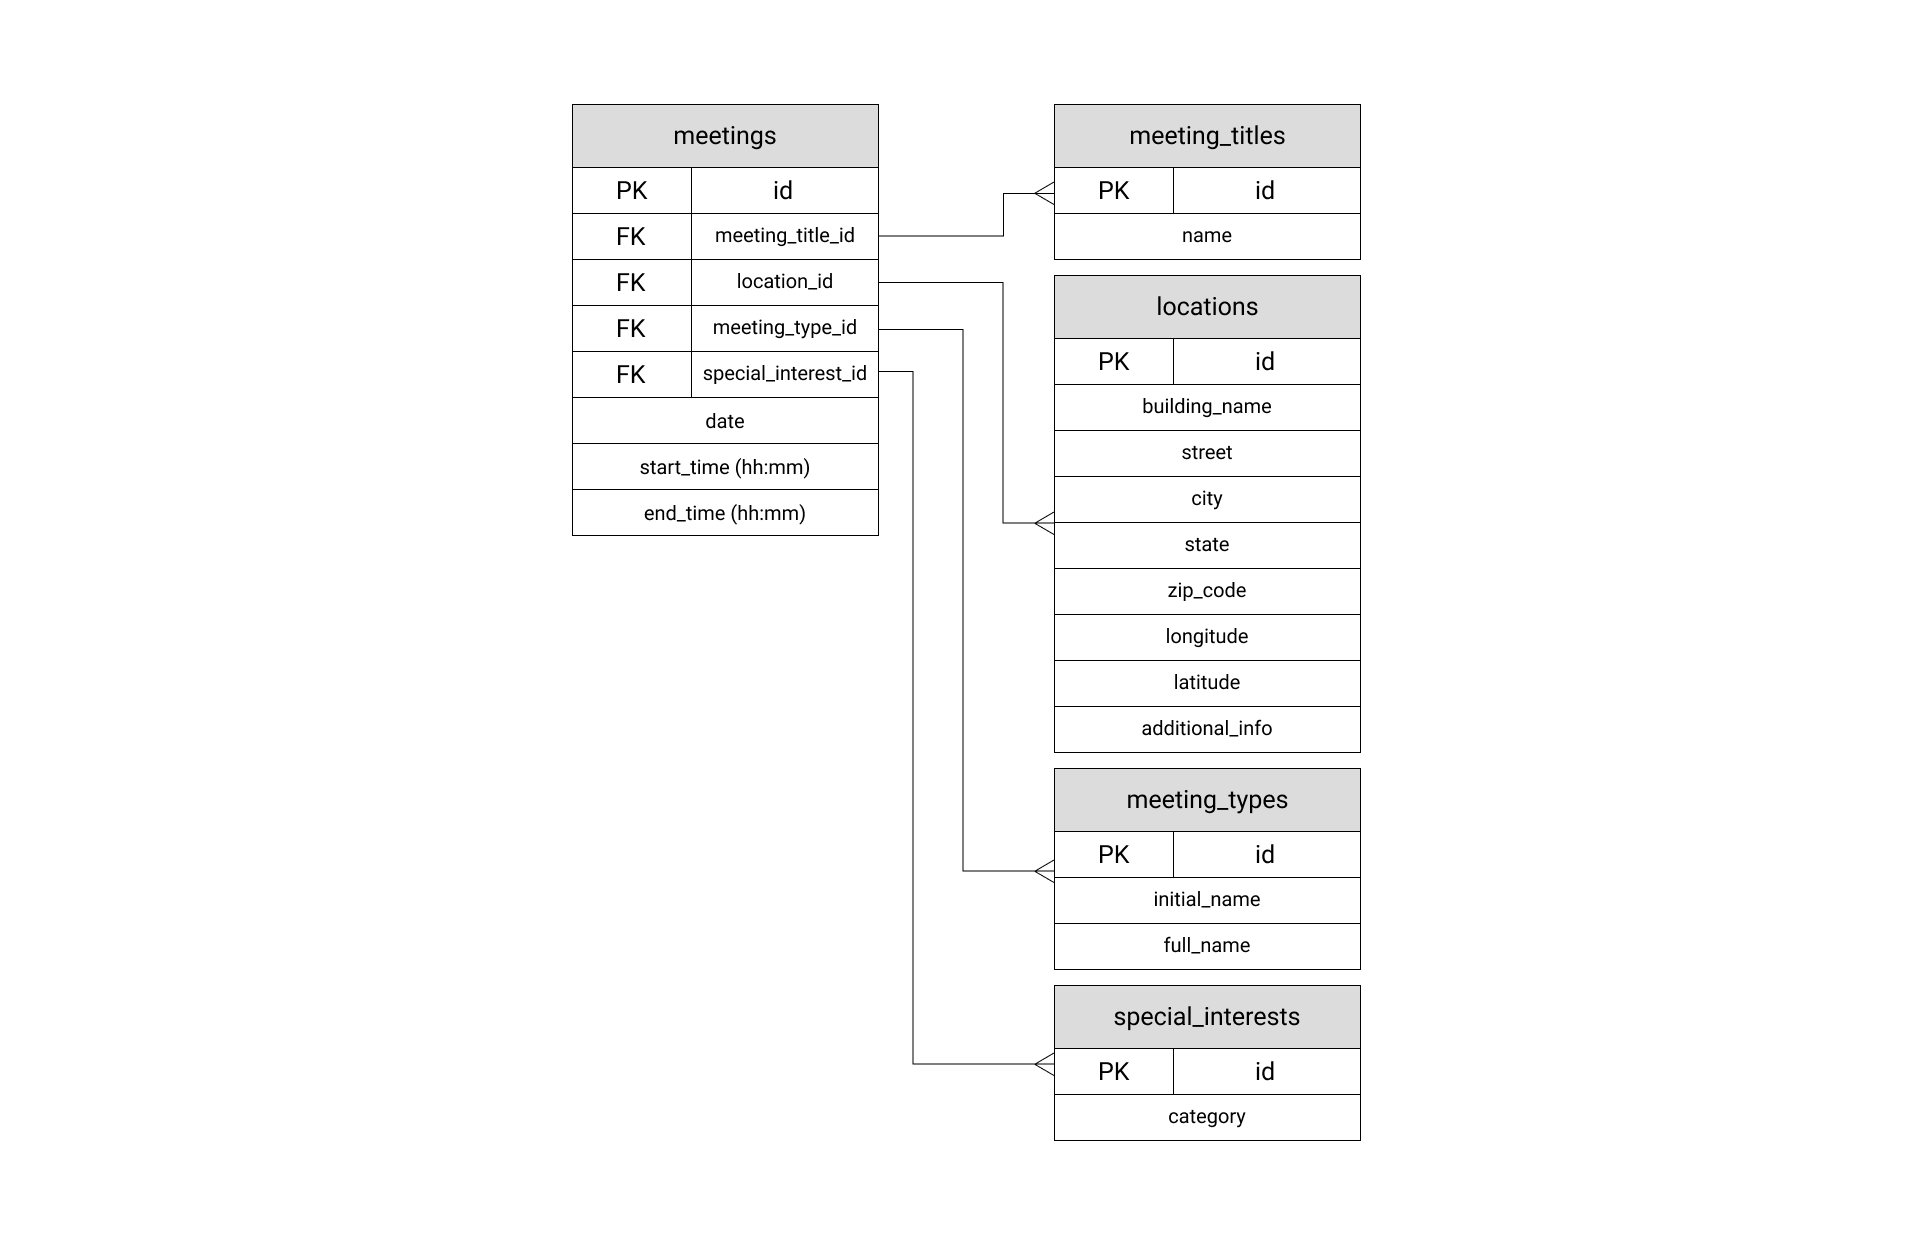 meetings
PK id
FK meeting_title_id
FK location_id
FK meeting_type_id
FK special_interest_id
date
start_time (hh:mm)
end_time (hh:mm)
meeting_titles
PK id
name
locations
PK id
building_name
street
city
state
zip_code
longitude
latitude
additional_info
meeting_types
PK id
initial_name
full_name
special_interests
PK id
category